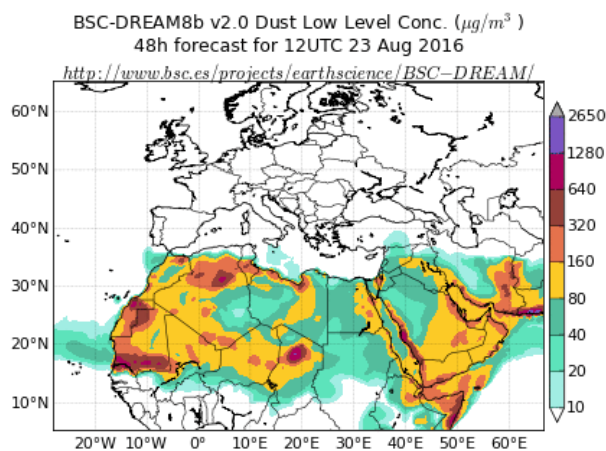 BSC-DREAM8b v2.0 Dust Low Level Conc. (μg/m³ )
48h forecast for 12UTC 23 Aug 2016
http://www.bsc.es/projects/earthscience/BSC−DREAM/
60°N
50°N
40°N
30°N
20°N
10°N
20°W 10°W 0° 10°E 20°E 30°E 40°E 50°E 60°E
2650
1280
640
320
160
80
40
20
10